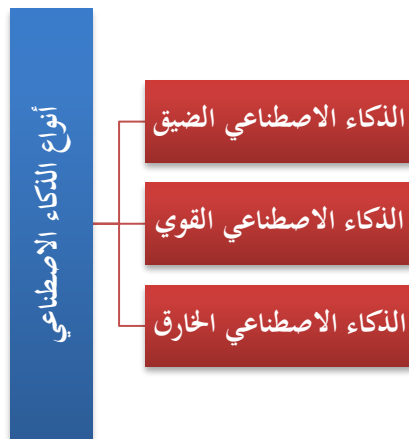 أنواع الذكاء الاصطناعي
الذكاء الاصطناعي الضيق
الذكاء الاصطناعي القوي
الذكاء الاصطناعي الخارق